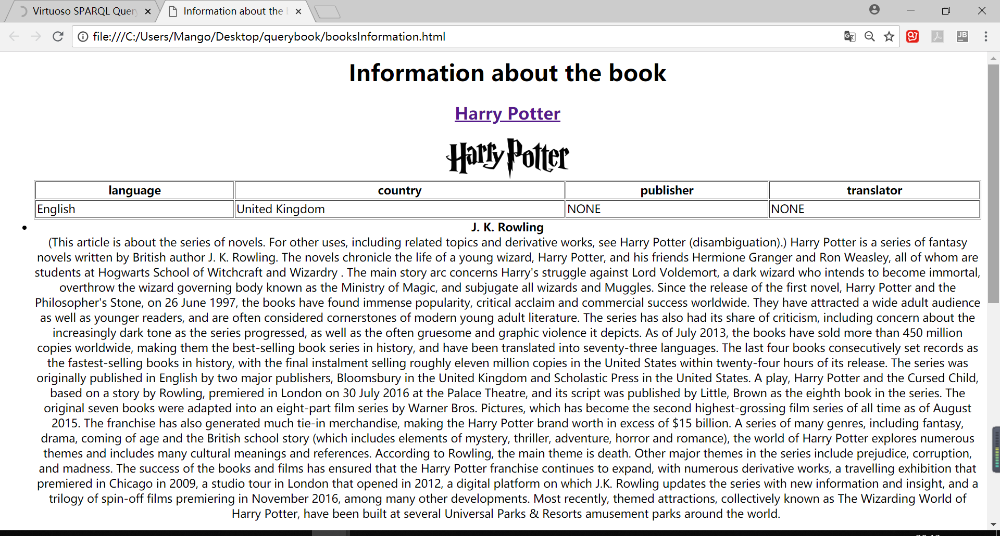 Virtuoso SPARQL Quer
Information about the
file:///C:/Users/Mango/Desktop/querybook/booksInformation.html
JB
Information about the book
Harry Potter
Harry Potter
language country publisher translator
English United Kingdom NONE NONE
J. K. Rowling
(This article is about the series of novels. For other uses, including related topics and derivative works, see Harry Potter (disambiguation).) Harry Potter is a series of fantasy
novels written by British author J. K. Rowling. The novels chronicle the life of a young wizard, Harry Potter, and his friends Hermione Granger and Ron Weasley, all of whom are
students at Hogwarts School of Witchcraft and Wizardry . The main story arc concerns Harry's struggle against Lord Voldemort, a dark wizard who intends to become immortal,
overthrow the wizard governing body known as the Ministry of Magic, and subjugate all wizards and Muggles. Since the release of the first novel, Harry Potter and the
Philosopher's Stone, on 26 June 1997, the books have found immense popularity, critical acclaim and commercial success worldwide. They have attracted a wide adult audience
as well as younger readers, and are often considered cornerstones of modern young adult literature. The series has also had its share of criticism, including concern about the
increasingly dark tone as the series progressed, as well as the often gruesome and graphic violence it depicts. As of July 2013, the books have sold more than 450 million
copies worldwide, making them the best-selling book series in history, and have been translated into seventy-three languages. The last four books consecutively set records as
the fastest-selling books in history, with the final instalment selling roughly eleven million copies in the United States within twenty-four hours of its release. The series was
originally published in English by two major publishers, Bloomsbury in the United Kingdom and Scholastic Press in the United States. A play, Harry Potter and the Cursed Child,
based on a story by Rowling, premiered in London on 30 July 2016 at the Palace Theatre, and its script was published by Little, Brown as the eighth book in the series. The
original seven books were adapted into an eight-part film series by Warner Bros. Pictures, which has become the second highest-grossing film series of all time as of August
2015. The franchise has also generated much tie-in merchandise, making the Harry Potter brand worth in excess of $15 billion. A series of many genres, including fantasy,
drama, coming of age and the British school story (which includes elements of mystery, thriller, adventure, horror and romance), the world of Harry Potter explores numerous
themes and includes many cultural meanings and references. According to Rowling, the main theme is death. Other major themes in the series include prejudice, corruption,
and madness. The success of the books and films has ensured that the Harry Potter franchise continues to expand, with numerous derivative works, a travelling exhibition that
premiered in Chicago in 2009, a studio tour in London that opened in 2012, a digital platform on which J.K. Rowling updates the series with new information and insight, and a
trilogy of spin-off films premiering in November 2016, among many other developments. Most recently, themed attractions, collectively known as The Wizarding World of
Harry Potter, have been built at several Universal Parks & Resorts amusement parks around the world.